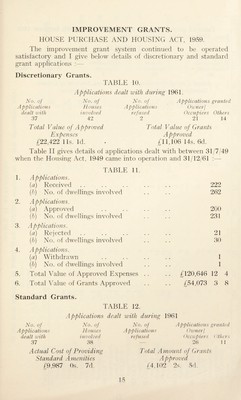 IMPROVEMENT GRANTS.
HOUSE PURCHASE AND HOUSING ACT, 1959.
The improvement grant system continued to be operated
satisfactory and I give below details of discretionary and standard
grant applications :—
Discretionary Grants.
TABLE 10.
Applications dealt with during 1961.
No. of No. of No. of Applications granted
Applications Houses Applications
dealt with involved refused Occupiers Others
37 42 2 21 14
Total Value of Approved Total Value of Grants
Expenses Approved
£22,422 11s. 1d. - £11,106 14s. 6d.
Table II gives details of applications dealt with between 31/7/49
when the Housing Act, 1949 came into operation and 31/12/61 :—
TABLE 11.
1. Applications.
(a) Received .. .. .. .. 222
(b) No. of dwellings involved .. .. 262
2. Applications.
(a) Approved .. .. .. 200
(b) No. of dwellings involved .. .. 231
3. Applications.
(a) Rejected .. .. .. .. 21
(b) No. of dwellings involved .. .. 30
4. Applications.
(a) Withdrawn .. .. .. 1
(b) No. of dwellings involved .. .. 1
5. Total Value of Approved Expenses .. .. £120,646 12 4
6. Total Value of Grants Approved .. .. £54,073 3 8
Standard Grants.
TABLE 12.
Applications dealt with during 1961
No. of No. of No. of Applications granted
Applications Houses Applications
dealt with involved refused Occupiers Others
37 38 - 26 11
Actual Cost of Providing Total Amount of Grants
Standard Amenities Approved
£9,987 0s. 7d. £4,102 2s. 8d.
18